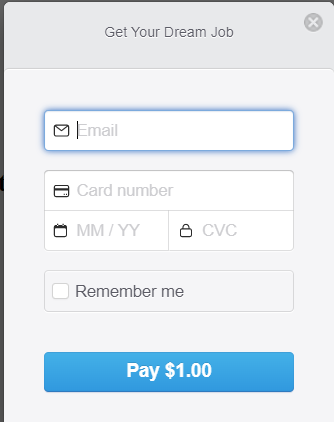 Get Your Dream Job
Email
Card number
MM / YY CVC
Remember me
Pay $1.00